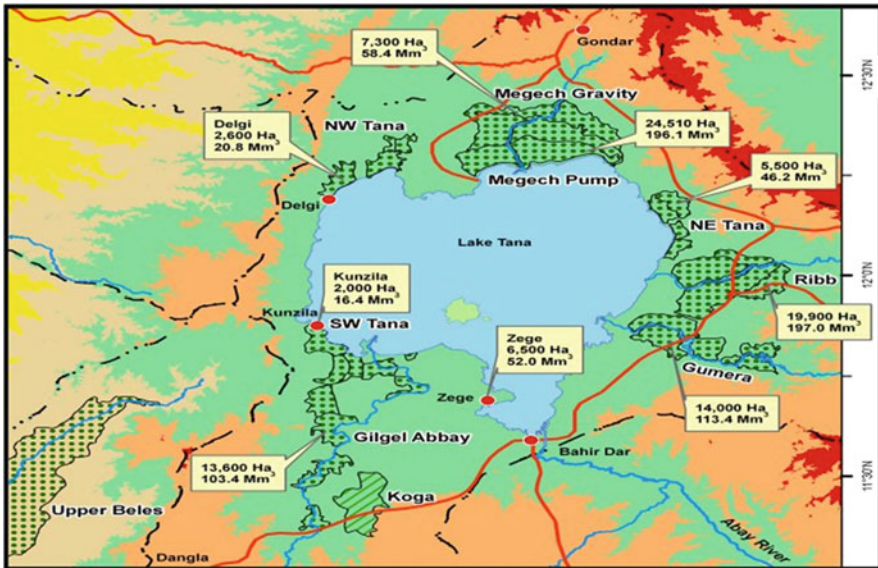 7,300 Ha
58.4 Mm³
Gondar
12°30'N
Megech Gravity
Delgi
2,600 Ha
20.8 Mm³
NW Tana
24,510 Ha
196.1 Mm³
5,500 Ha
46.2 Mm³
Megech Pump
Delgi
NE Tana
Lake Tana
Kunzila
2,000 Ha
16.4 Mm³
Ribb
12°0'N
Kunzila
SW Tana
19,900 Ha
197.0 Mm³
Zege
6,500 Ha
52.0 Mm³
Gumera
Zege
14,000 Ha
113.4 Mm³
Gilgel Abbay
Bahir Dar
13,600 Ha
103.4 Mm³
11°30'N
Koga
Upper Beles
Abay River
Dangla